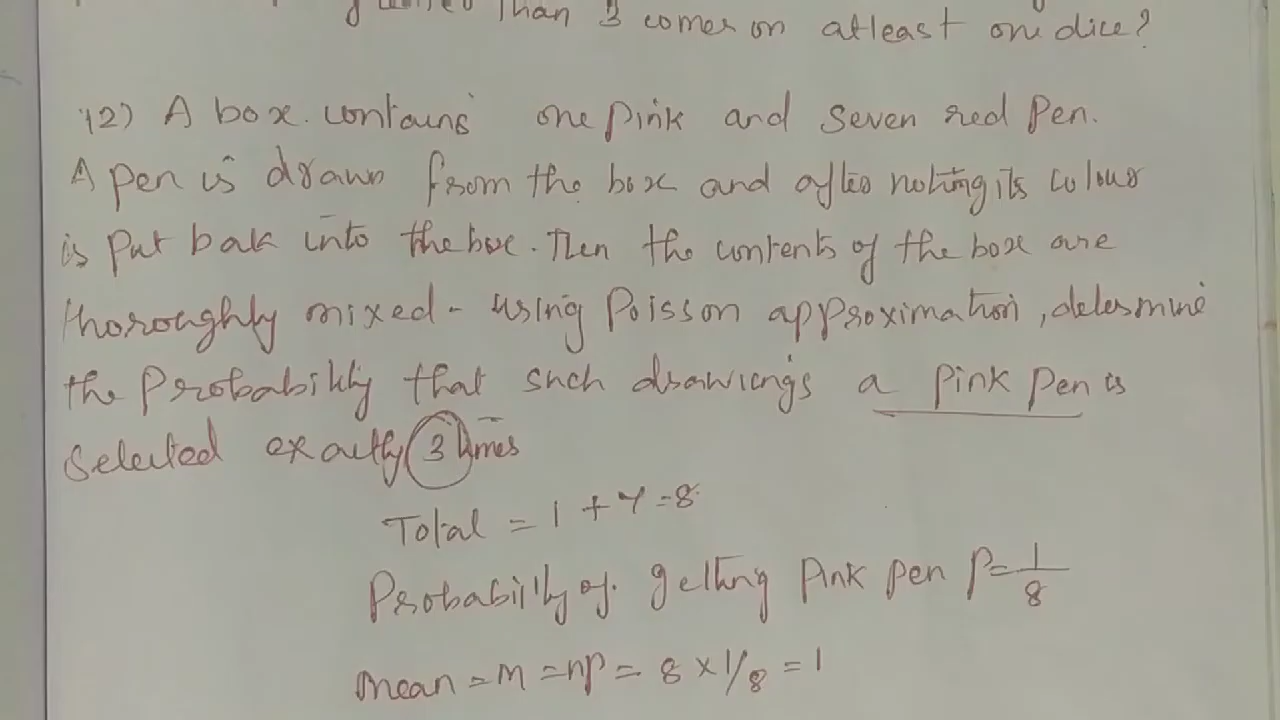 than 3 comes on atleast one dice?
12) A box contains one pink and seven red Pen.
A pen is drawn from the box and after noting its colour
is put bak into the box. Then the contents of the box are
thoroughly mixed - using Poisson approximation, determine
the Probability that such drawings a pink pen is
selected exactly 3 times
Total = 1 + 7 = 8
Probability of getting Pink pen P = 1/8
mean = m = np = 8 × 1/8 = 1